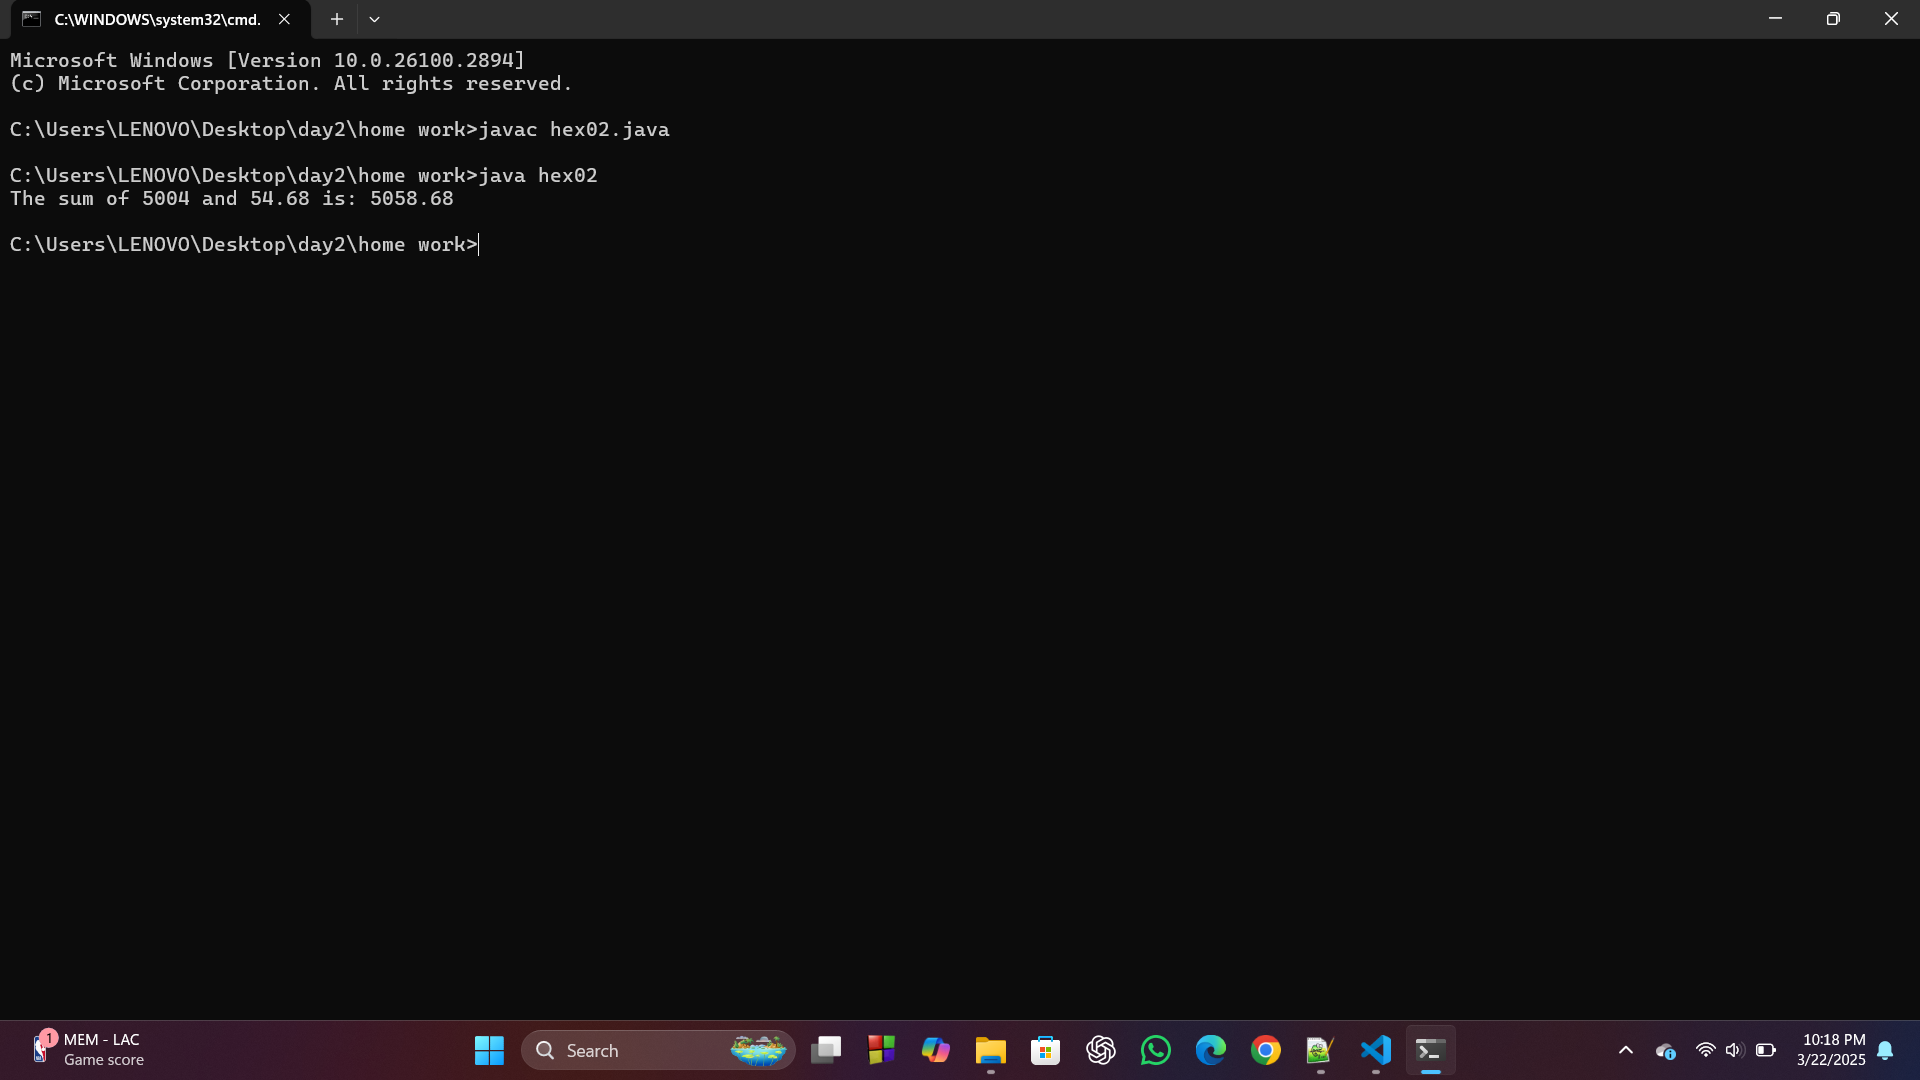 C:\WINDOWS\system32\cmd.
Microsoft Windows [Version 10.0.26100.2894]
(c) Microsoft Corporation. All rights reserved.
C:\Users\LENOVO\Desktop\day2\home work>javac hex02.java
C:\Users\LENOVO\Desktop\day2\home work>java hex02
The sum of 5004 and 54.68 is: 5058.68
C:\Users\LENOVO\Desktop\day2\home work>
1
MEM - LAC
Game score
Search
10:18 PM
3/22/2025